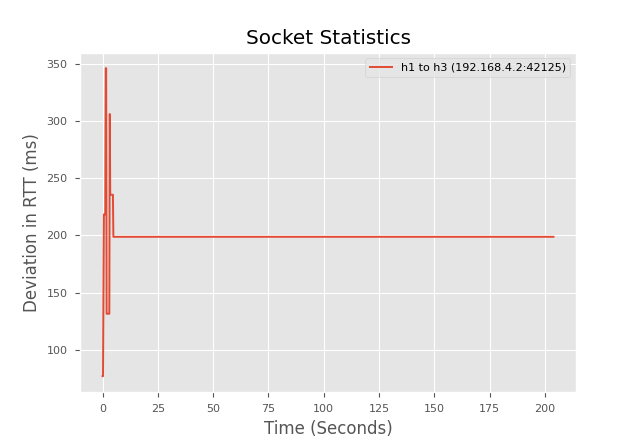 Socket Statistics
h1 to h3 (192.168.4.2:42125)
Deviation in RTT (ms)
350
300
250
200
150
100
0 25 50 75 100 125 150 175 200
Time (Seconds)